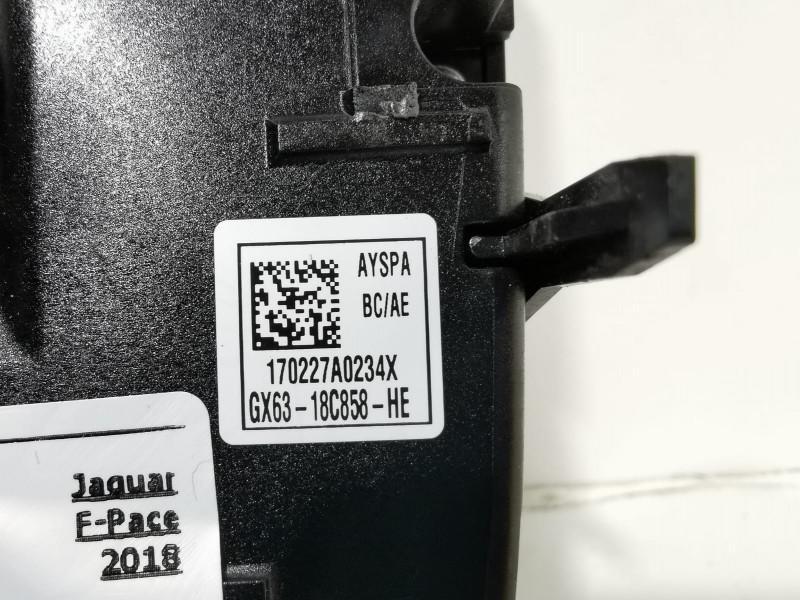 AYSPA
BC/AE
170227A0234X
GX63-18C858-HE
Jaguar
F-Pace
2018